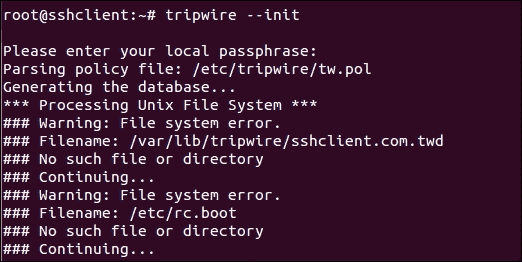 root@sshclient:~# tripwire --init
Please enter your local passphrase:
Parsing policy file: /etc/tripwire/tw.pol
Generating the database...
*** Processing Unix File System ***
### Warning: File system error.
### Filename: /var/lib/tripwire/sshclient.com.twd
### No such file or directory
### Continuing...
### Warning: File system error.
### Filename: /etc/rc.boot
### No such file or directory
### Continuing...